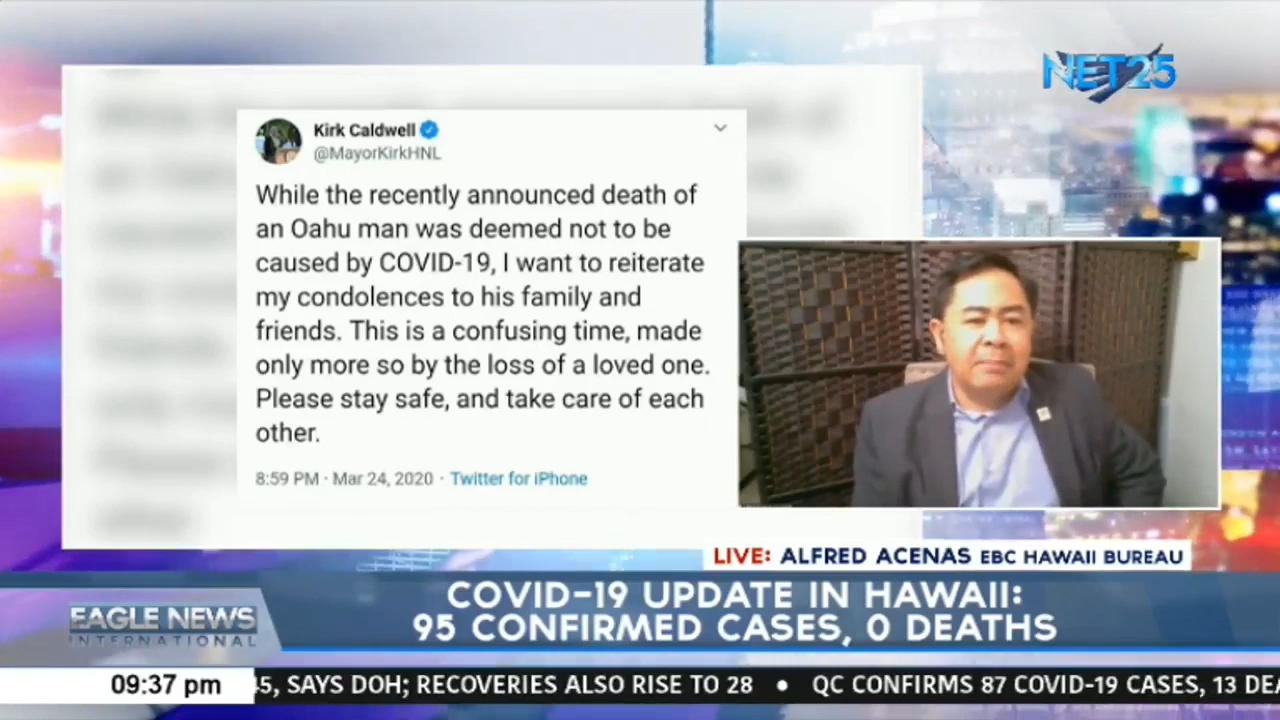 NET25
Kirk Caldwell
@MayorKirkHNL
While the recently announced death of
an Oahu man was deemed not to be
caused by COVID-19, I want to reiterate
my condolences to his family and
friends. This is a confusing time, made
only more so by the loss of a loved one.
Please stay safe, and take care of each
other.
8:59 PM · Mar 24, 2020 · Twitter for iPhone
LIVE: ALFRED ACENAS EBC HAWAII BUREAU
COVID-19 UPDATE IN HAWAII:
95 CONFIRMED CASES, 0 DEATHS
EAGLE NEWS
INTERNATIONAL
09:37 pm
45, SAYS DOH; RECOVERIES ALSO RISE TO 28 • QC CONFIRMS 87 COVID-19 CASES, 13